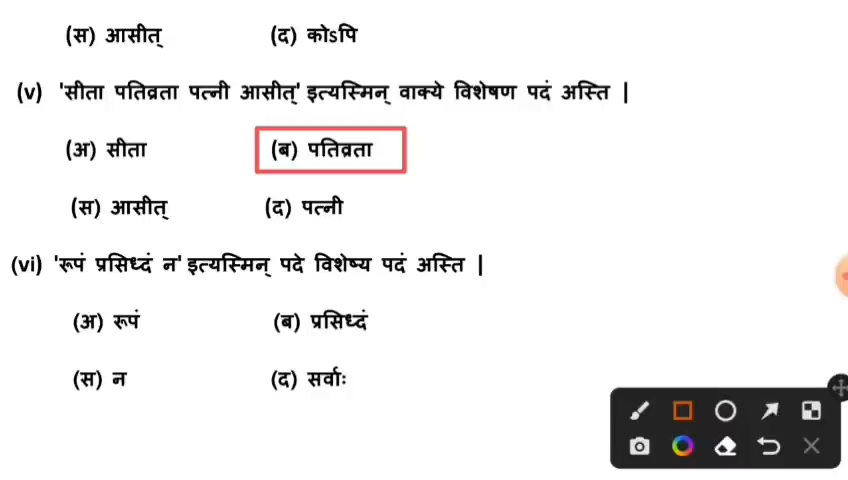 (स) आसीत् (द) कोऽपि
(v) 'सीता पतिव्रता पत्नी आसीत्' इत्यस्मिन् वाक्ये विशेषण पदं अस्ति |
(अ) सीता (ब) पतिव्रता
(स) आसीत् (द) पत्नी
(vi) 'रूपं प्रसिध्दं न' इत्यस्मिन् पदे विशेष्य पदं अस्ति |
(अ) रूपं (ब) प्रसिध्दं
(स) न (द) सर्वाः